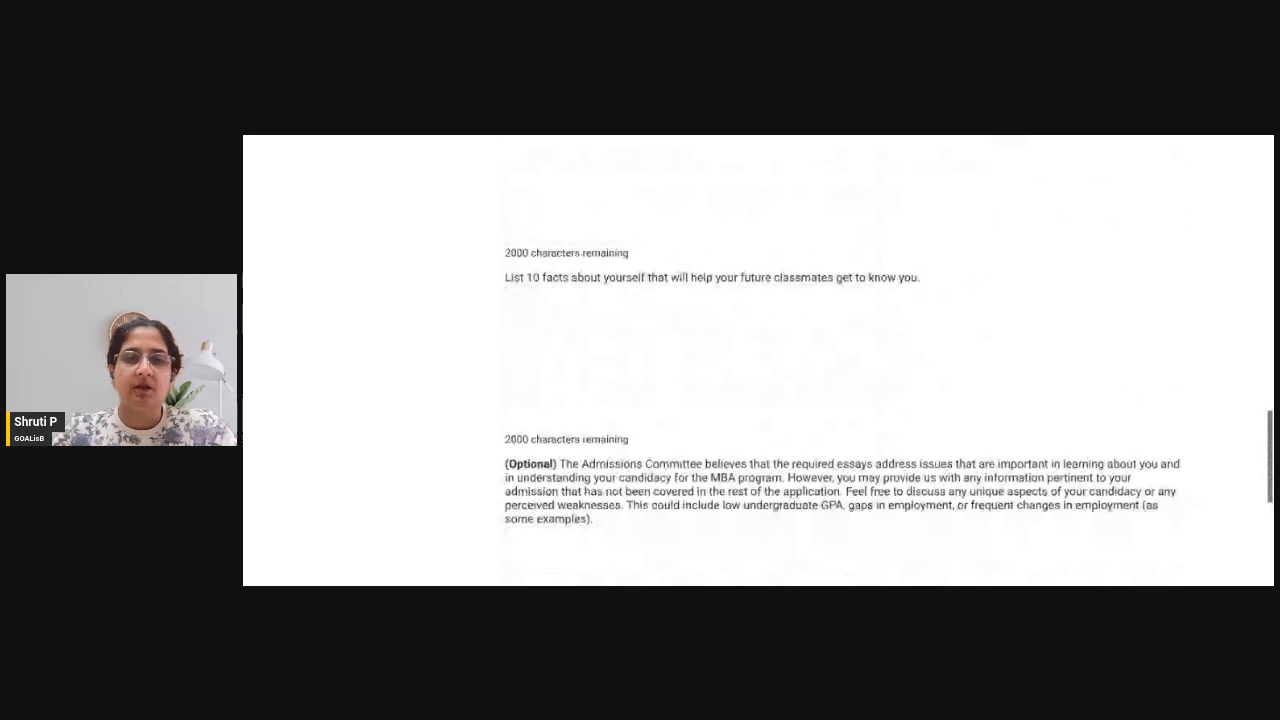 2000 characters remaining
List 10 facts about yourself that will help your future classmates get to know you.
2000 characters remaining
(Optional) The Admissions Committee believes that the required essays address issues that are important in learning about you and
in understanding your candidacy for the MBA program. However, you may provide us with any information pertinent to your
admission that has not been covered in the rest of the application. Feel free to discuss any unique aspects of your candidacy or any
perceived weaknesses. This could include low undergraduate GPA, gaps in employment, or frequent changes in employment (as
some examples).
Shruti P
GOALisB